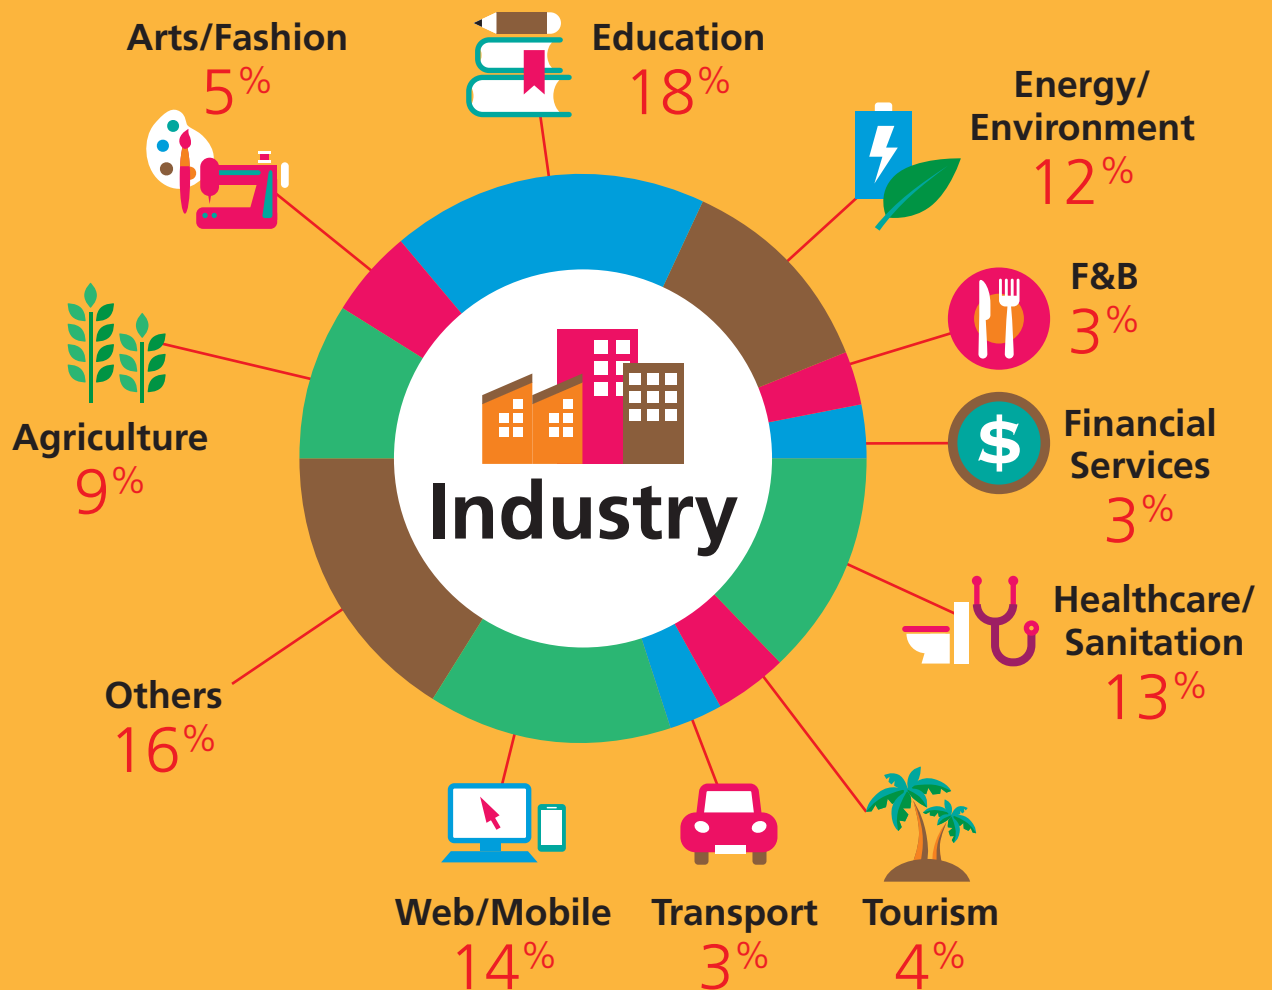 Arts/Fashion
5%
Education
18%
Energy/
Environment
12%
F&B
3%
$
Financial
Services
3%
Healthcare/
Sanitation
13%
Tourism
4%
Transport
3%
Web/Mobile
14%
Others
16%
Agriculture
9%
Industry